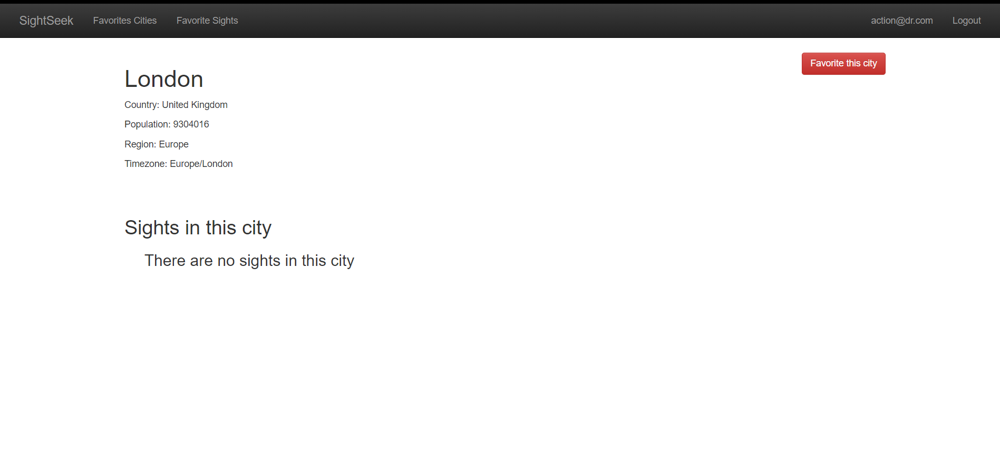 SightSeek Favorites Cities Favorite Sights action@dr.com Logout
Favorite this city
London
Country: United Kingdom
Population: 9304016
Region: Europe
Timezone: Europe/London
Sights in this city
There are no sights in this city